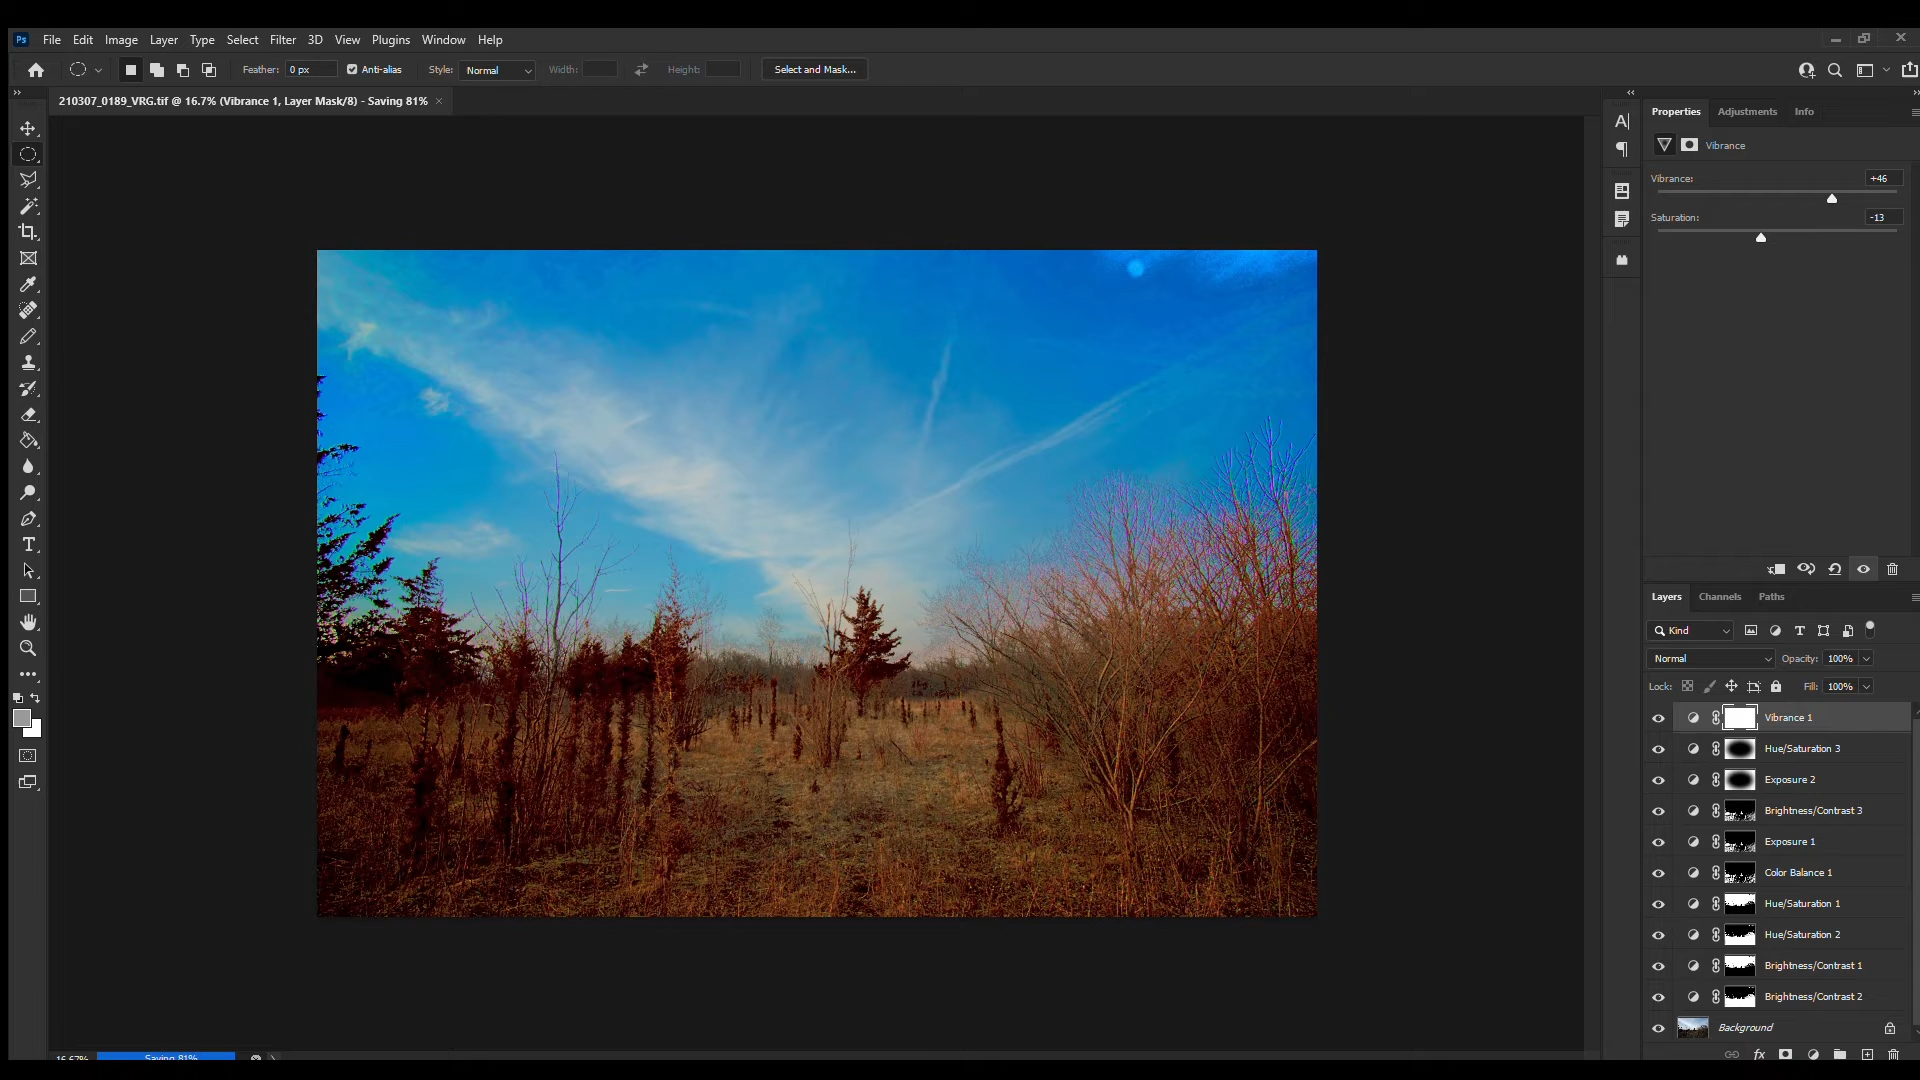 Ps File Edit Image Layer Type Select Filter 3D View Plugins Window Help
Feather: 0 px Anti-alias Style: Normal Width: Height: Select and Mask...
210307_0189_VRG.tif @ 16.7% (Vibrance 1, Layer Mask/8) - Saving 81% ×
Properties Adjustments Info
Vibrance
Vibrance: +46
Saturation: -13
Layers Channels Paths
Kind
Normal Opacity: 100%
Lock: Fill: 100%
Vibrance 1
Hue/Saturation 3
Exposure 2
Brightness/Contrast 3
Exposure 1
Color Balance 1
Hue/Saturation 1
Hue/Saturation 2
Brightness/Contrast 1
Brightness/Contrast 2
Background
16.67% Saving 81%